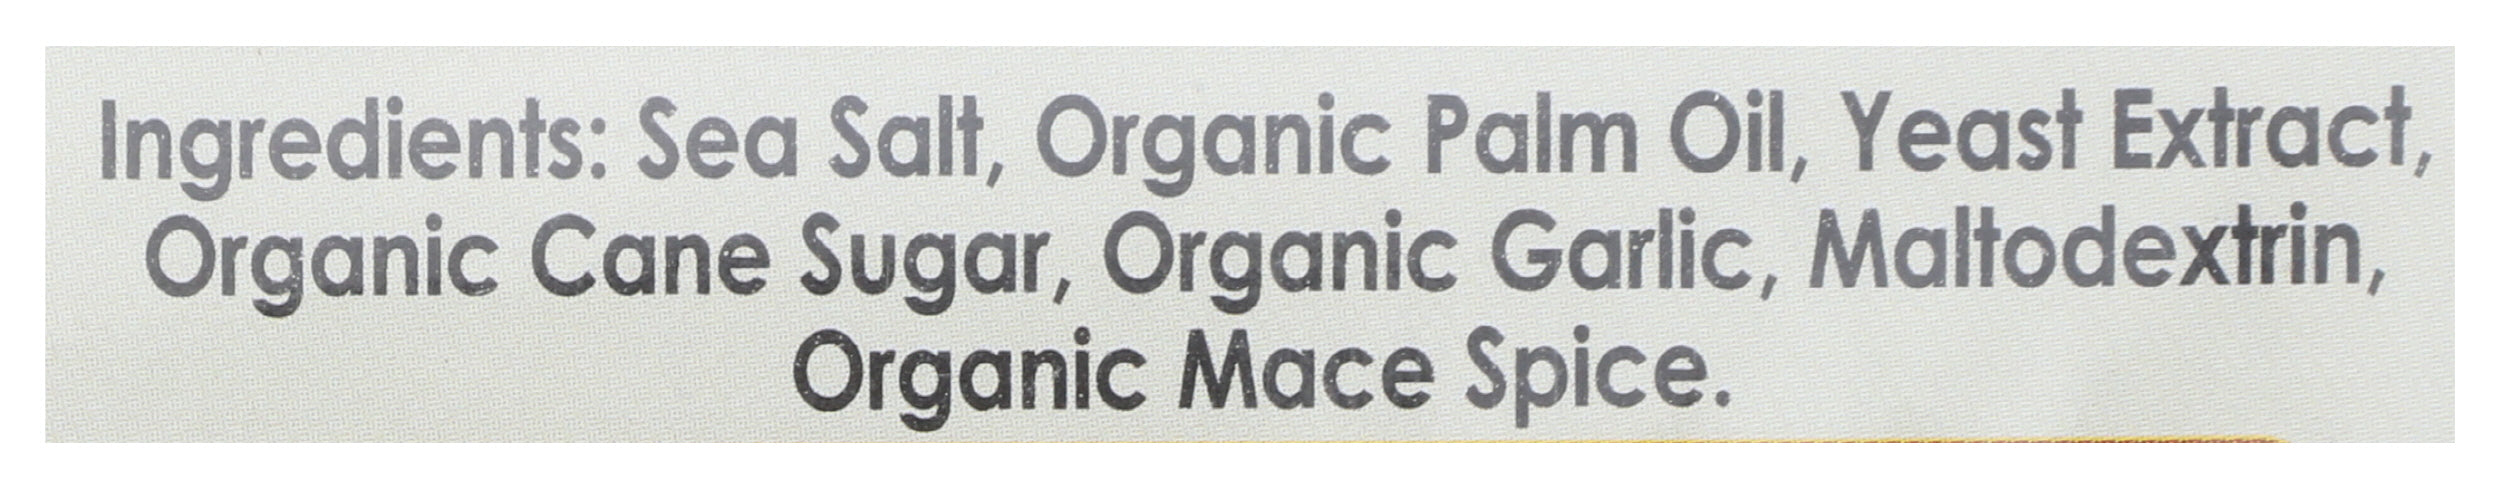 Ingredients: Sea Salt, Organic Palm Oil, Yeast Extract,
Organic Cane Sugar, Organic Garlic, Maltodextrin,
Organic Mace Spice.